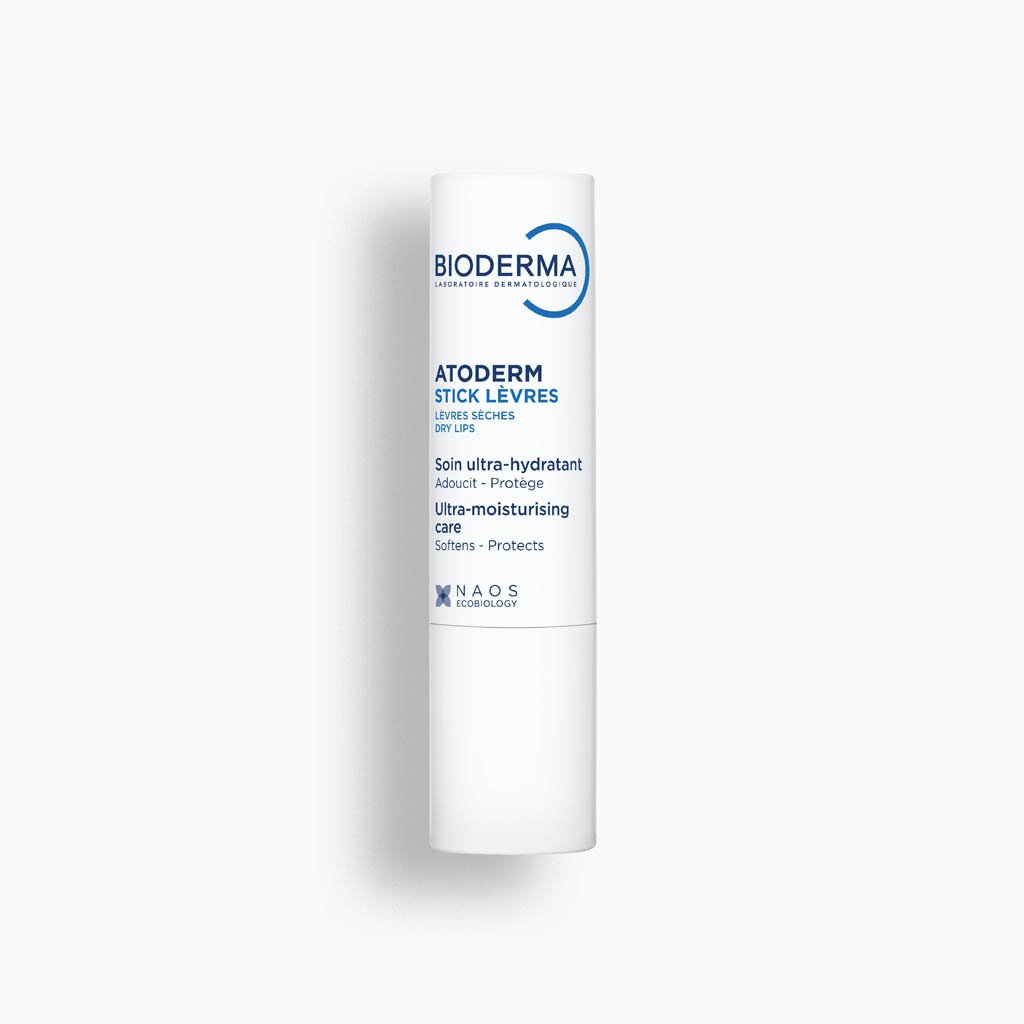 BIODERMA
LABORATOIRE DERMATOLOGIQUE
ATODERM
STICK LÈVRES
LÈVRES SÈCHES
DRY LIPS
Soin ultra-hydratant
Adoucit - Protège
Ultra-moisturising
care
Softens - Protects
NAOS
ECOBIOLOGY